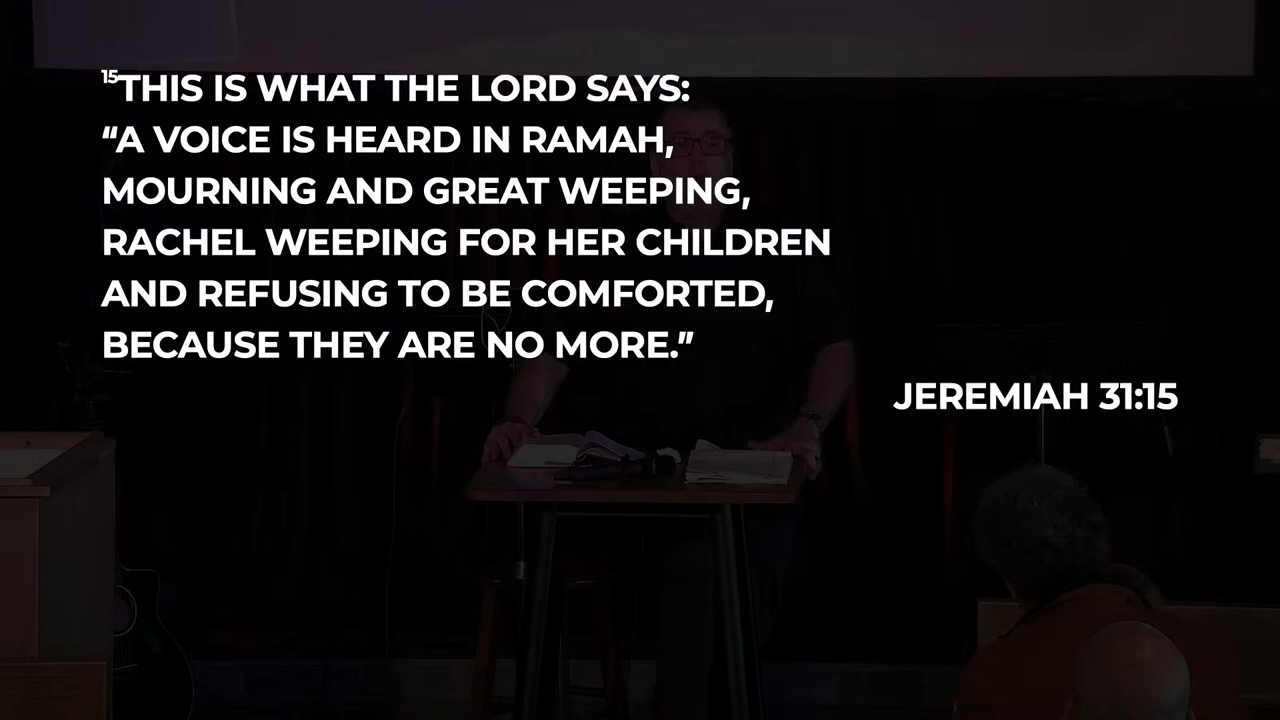 15THIS IS WHAT THE LORD SAYS:
“A VOICE IS HEARD IN RAMAH,
MOURNING AND GREAT WEEPING,
RACHEL WEEPING FOR HER CHILDREN
AND REFUSING TO BE COMFORTED,
BECAUSE THEY ARE NO MORE.”
JEREMIAH 31:15